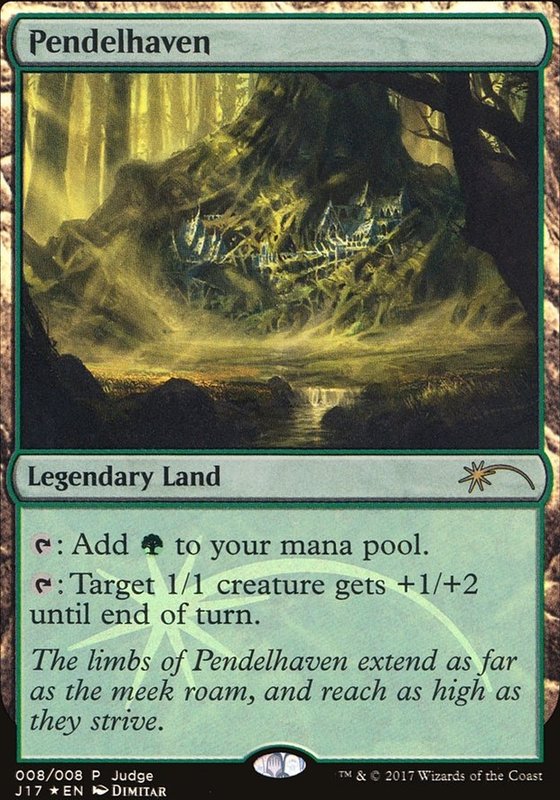 Pendelhaven
Legendary Land
: Add to your mana pool.
: Target 1/1 creature gets +1/+2
until end of turn.
The limbs of Pendelhaven extend as far
as the meek roam, and reach as high as
they strive.
008/008 P Judge
J17 ★ EN Dimitar
™ & © 2017 Wizards of the Coast